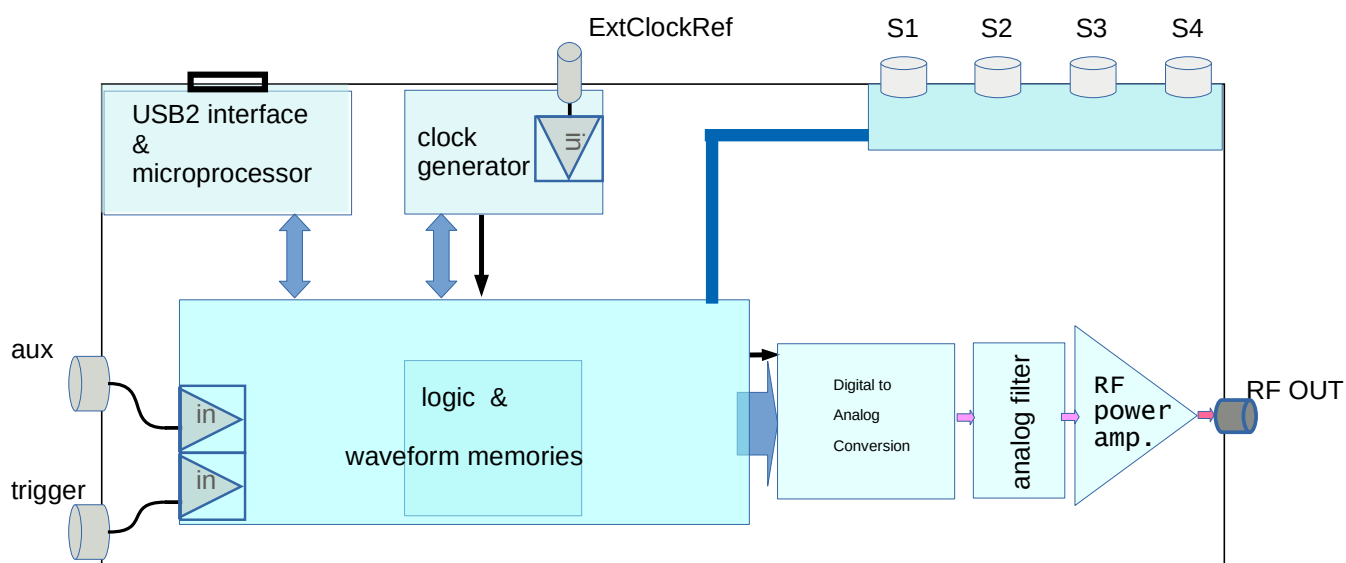 ExtClockRef
S1 S2 S3 S4
USB2 interface
&
microprocessor
clock
generator
in
aux
in
trigger
in
logic &
waveform memories
Digital to
Analog
Conversion
analog filter
RF
power
amp.
RF OUT